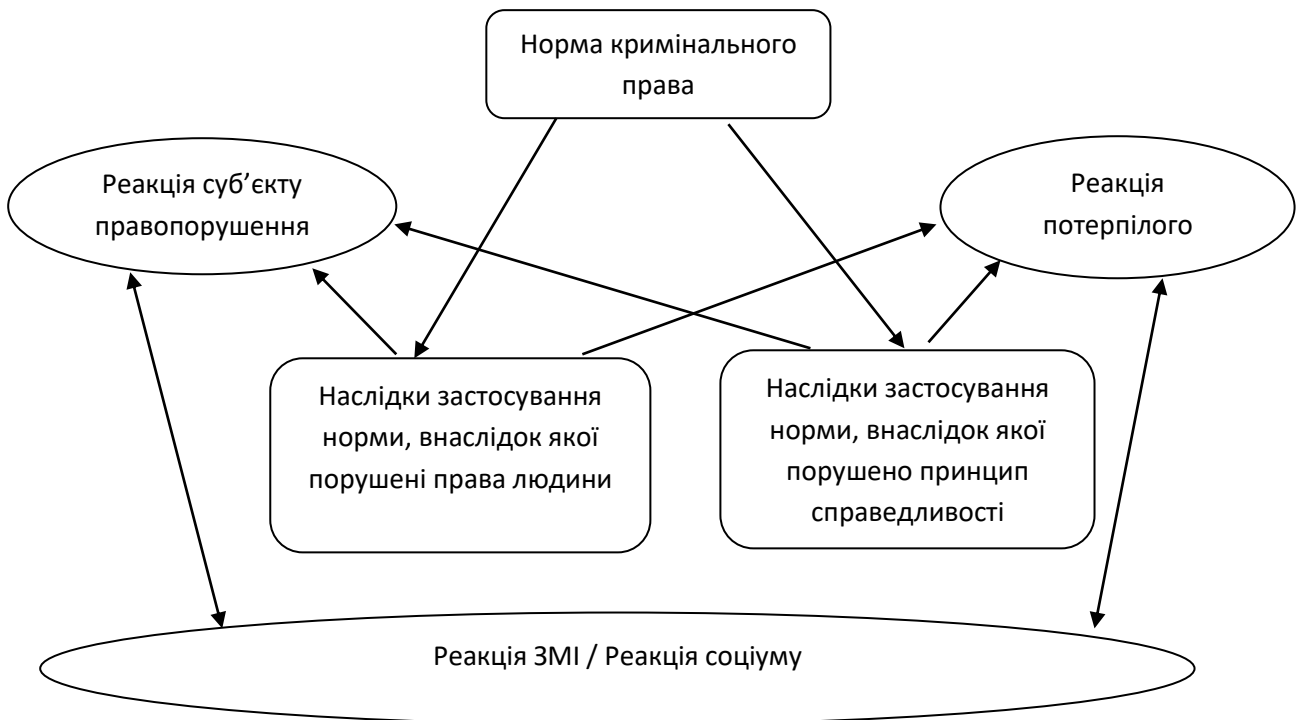 Норма кримінального
права
Реакція суб’єкту
правопорушення
Реакція
потерпілого
Наслідки застосування
норми, внаслідок якої
порушені права людини
Наслідки застосування
норми, внаслідок якої
порушено принцип
справедливості
Реакція ЗМІ / Реакція соціуму